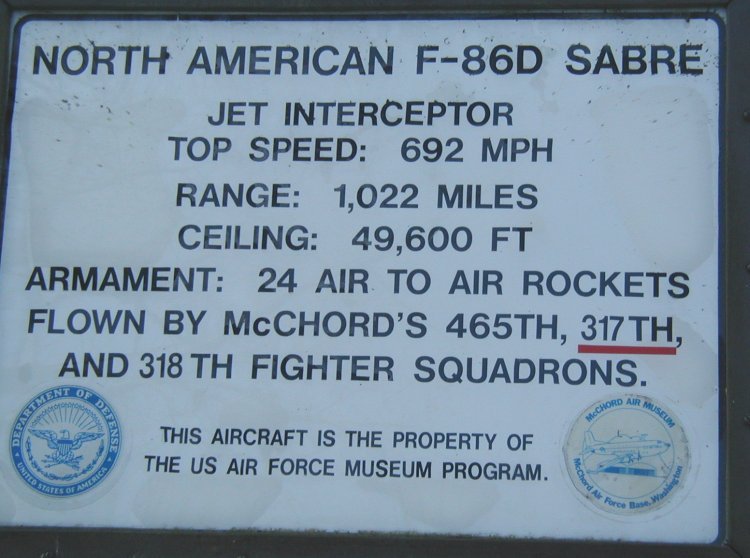 NORTH AMERICAN F-86D SABRE
JET INTERCEPTOR
TOP SPEED: 692 MPH
RANGE: 1,022 MILES
CEILING: 49,600 FT
ARMAMENT: 24 AIR TO AIR ROCKETS
FLOWN BY McCHORD'S 465TH, 317TH,
AND 318TH FIGHTER SQUADRONS.
DEPARTMENT OF DEFENSE
UNITED STATES OF AMERICA
THIS AIRCRAFT IS THE PROPERTY OF
THE US AIR FORCE MUSEUM PROGRAM.
McCHORD AIR MUSEUM
McChord Air Force Base, Washington